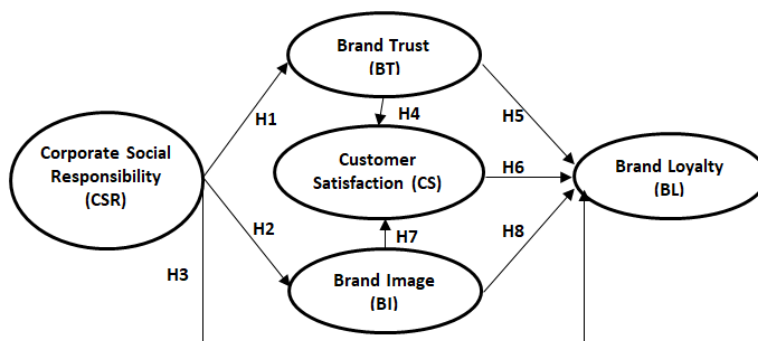 Brand Trust
(BT)
H1
H4
H5
Corporate Social
Responsibility
(CSR)
Customer
Satisfaction (CS)
H6
Brand Loyalty
(BL)
H2
H7
H8
H3
Brand Image
(BI)